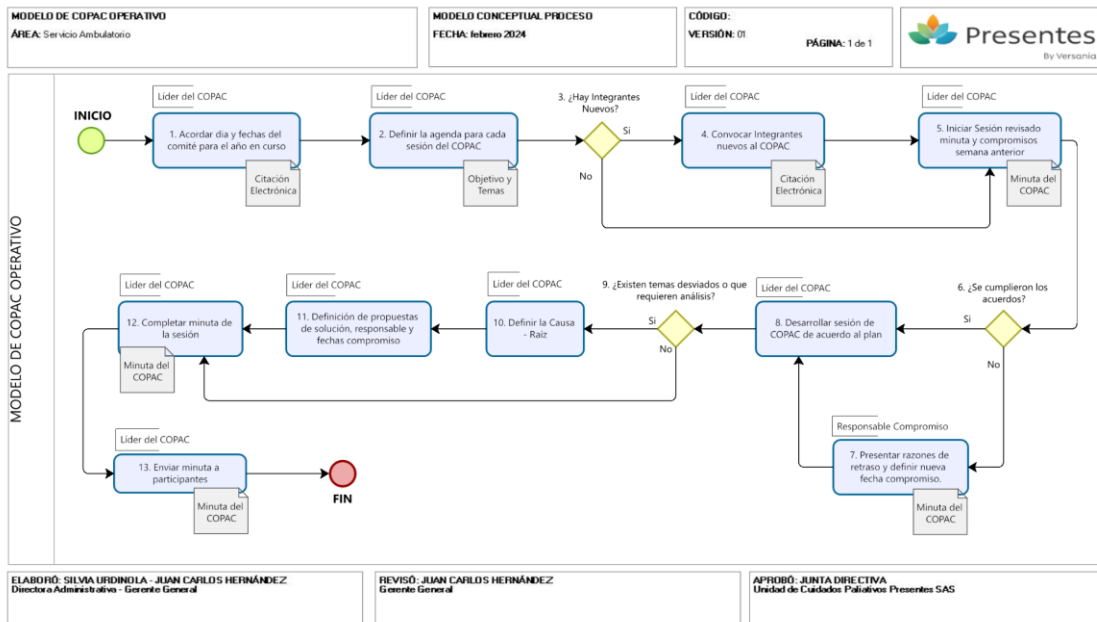 MODELO DE COPAC OPERATIVO
ÁREA: Servicio Ambulatorio
MODELO CONCEPTUAL PROCESO
FECHA: febrero 2024
CÓDIGO:
VERSIÓN: 01
PÁGINA: 1 de 1
Presentes
By Versania
MODELO DE COPAC OPERATIVO
INICIO
Líder del COPAC
1. Acordar dia y fechas del
comité para el año en curso
Citación
Electrónica
Líder del COPAC
2. Definir la agenda para cada
sesión del COPAC
Objetivo y
Temas
3. ¿Hay Integrantes
Nuevos?
Si
No
Líder del COPAC
4. Convocar Integrantes
nuevos al COPAC
Citación
Electrónica
Líder del COPAC
5. Iniciar Sesión revisado
minuta y compromisos
semana anterior
Minuta del
COPAC
6. ¿Se cumplieron los
acuerdos?
Si
No
Responsable Compromiso
7. Presentar razones de
retraso y definir nueva
fecha compromiso.
Minuta del
COPAC
Líder del COPAC
8. Desarrollar sesión de
COPAC de acuerdo al plan
9. ¿Existen temas desviados o que
requieren análisis?
Si
No
Líder del COPAC
10. Definir la Causa
- Raiz
Líder del COPAC
11. Definición de propuestas
de solución, responsable y
fechas compromiso
Líder del COPAC
12. Completar minuta de
la sesión
Minuta del
COPAC
Líder del COPAC
13. Enviar minuta a
participantes
Minuta del
COPAC
FIN
ELABORÓ: SILVIA URDINOLA - JUAN CARLOS HERNÁNDEZ
Directora Administrativa - Gerente General
REVISÓ: JUAN CARLOS HERNÁNDEZ
Gerente General
APROBÓ: JUNTA DIRECTIVA
Unidad de Cuidados Paliativos Presentes SAS